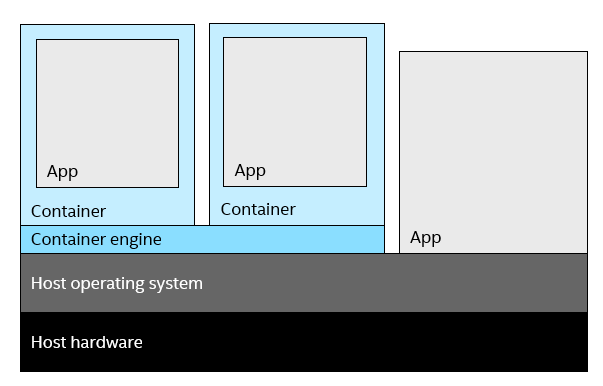 App
App
Container
Container
Container engine
App
Host operating system
Host hardware